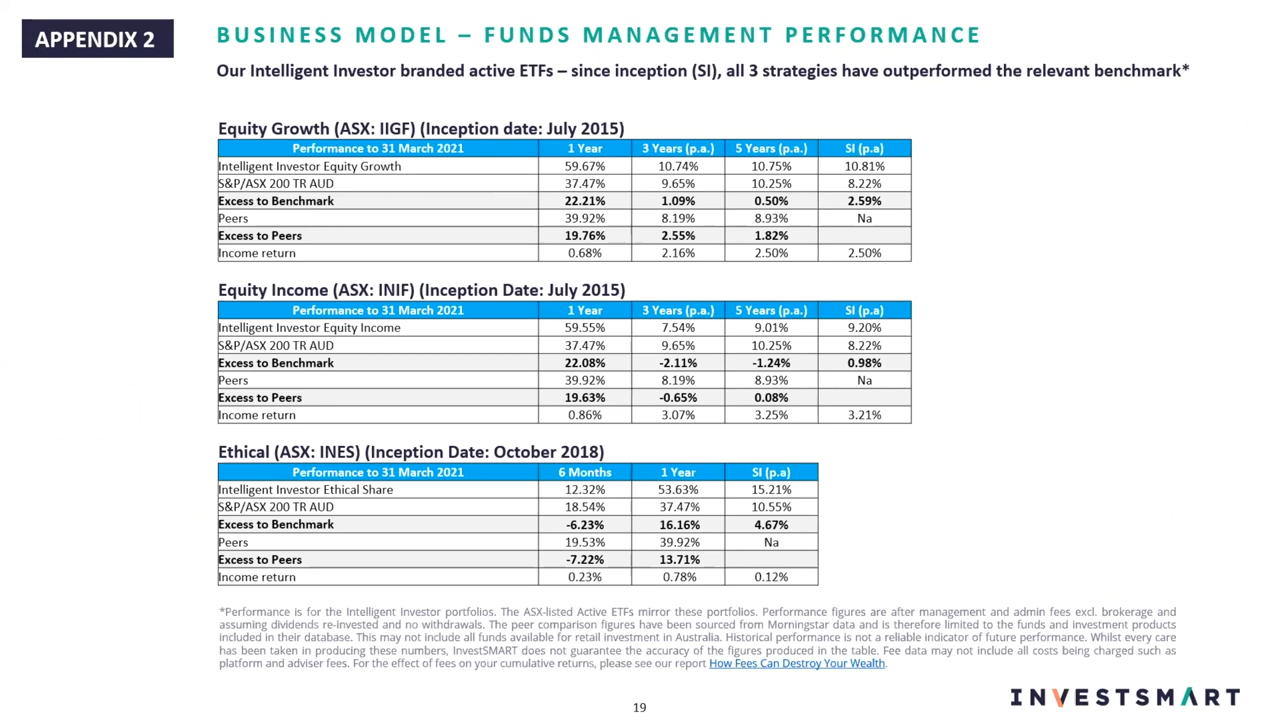 APPENDIX 2
BUSINESS MODEL – FUNDS MANAGEMENT PERFORMANCE
Our Intelligent Investor branded active ETFs – since inception (SI), all 3 strategies have outperformed the relevant benchmark*
Equity Growth (ASX: IIGF) (Inception date: July 2015)
Performance to 31 March 2021 1 Year 3 Years (p.a.) 5 Years (p.a.) SI (p.a)
Intelligent Investor Equity Growth 59.67% 10.74% 10.75% 10.81%
S&P/ASX 200 TR AUD 37.47% 9.65% 10.25% 8.22%
Excess to Benchmark 22.21% 1.09% 0.50% 2.59%
Peers 39.92% 8.19% 8.93% Na
Excess to Peers 19.76% 2.55% 1.82%
Income return 0.68% 2.16% 2.50% 2.50%
Equity Income (ASX: INIF) (Inception Date: July 2015)
Performance to 31 March 2021 1 Year 3 Years (p.a.) 5 Years (p.a.) SI (p.a)
Intelligent Investor Equity Income 59.55% 7.54% 9.01% 9.20%
S&P/ASX 200 TR AUD 37.47% 9.65% 10.25% 8.22%
Excess to Benchmark 22.08% -2.11% -1.24% 0.98%
Peers 39.92% 8.19% 8.93% Na
Excess to Peers 19.63% -0.65% 0.08%
Income return 0.86% 3.07% 3.25% 3.21%
Ethical (ASX: INES) (Inception Date: October 2018)
Performance to 31 March 2021 6 Months 1 Year SI (p.a)
Intelligent Investor Ethical Share 12.32% 53.63% 15.21%
S&P/ASX 200 TR AUD 18.54% 37.47% 10.55%
Excess to Benchmark -6.23% 16.16% 4.67%
Peers 19.53% 39.92% Na
Excess to Peers -7.22% 13.71%
Income return 0.23% 0.78% 0.12%
*Performance is for the Intelligent Investor portfolios. The ASX-listed Active ETFs mirror these portfolios. Performance figures are after management and admin fees excl. brokerage and
assuming dividends re-invested and no withdrawals. The peer comparison figures have been sourced from Morningstar data and is therefore limited to the funds and investment products
included in their database. This may not include all funds available for retail investment in Australia. Historical performance is not a reliable indicator of future performance. Whilst every care
has been taken in producing these numbers, InvestSMART does not guarantee the accuracy of the figures produced in the table. Fee data may not include all costs being charged such as
platform and adviser fees. For the effect of fees on your cumulative returns, please see our report How Fees Can Destroy Your Wealth.
19
INVESTSMART